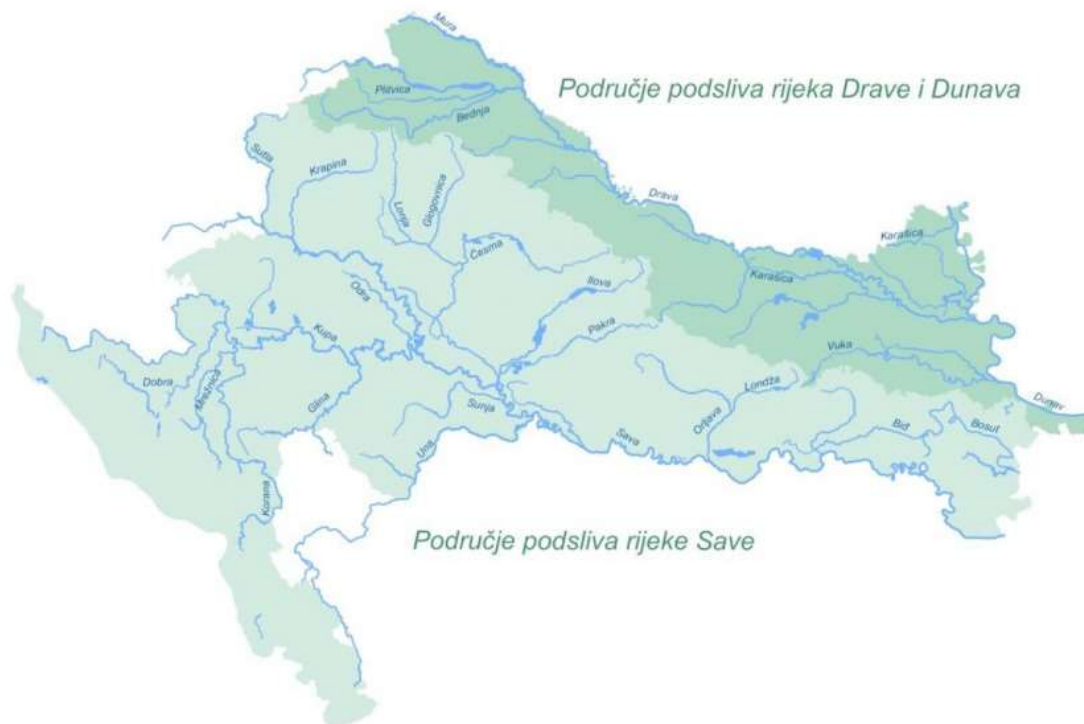 Mura
Područje podsliva rijeka Drave i Dunava
Plitvica
Bednja
Sutla
Krapina
Lonja
Glogovnica
Drava
Karašica
Česma
Ilova
Karašica
Odra
Kupa
Pakra
Vuka
Dobra
Mrežnica
Glina
Sunja
Londža
Orljava
Dunav
Una
Sava
Biđ
Bosut
Korana
Područje podsliva rijeke Save